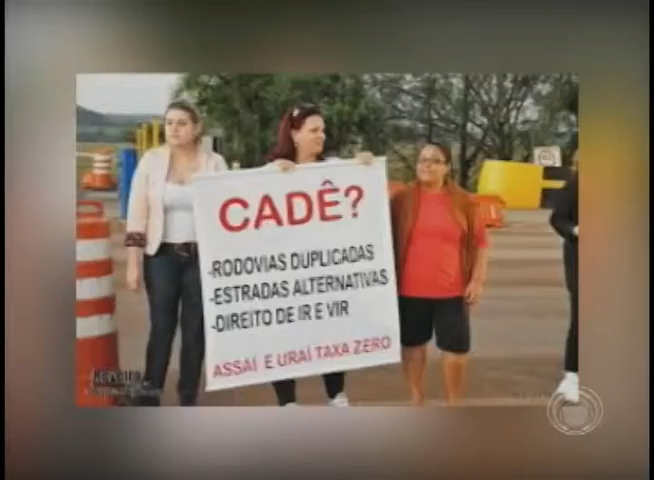 CADÊ?
-RODOVIAS DUPLICADAS
-ESTRADAS ALTERNATIVAS
-DIREITO DE IR E VIR
ASSAÍ E URAÍ TAXA ZERO